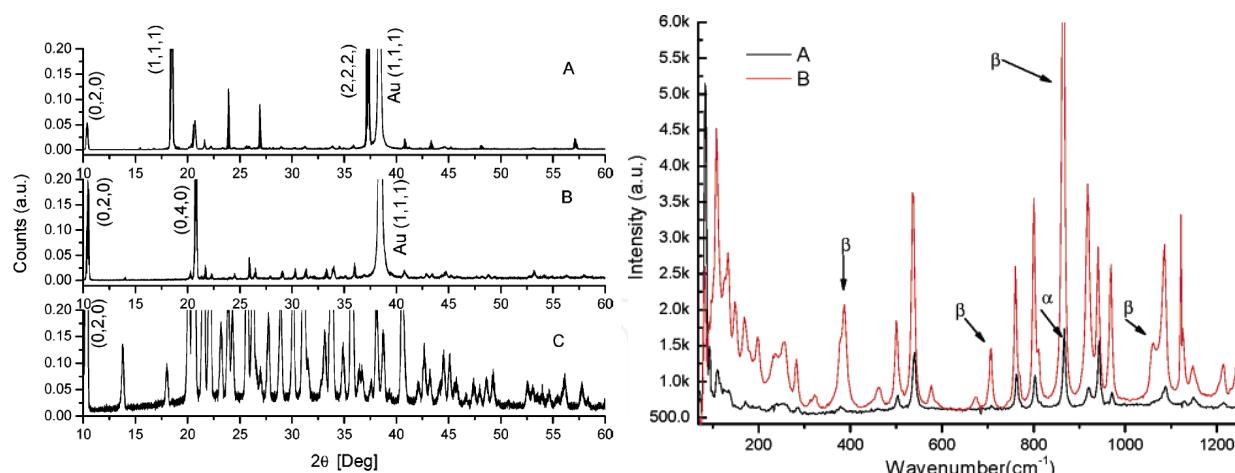 Counts (a.u.)
0.20
0.15
0.10
0.05
0.00
(0,2,0)
(1,1,1)
(2,2,2,)
Au (1,1,1)
A
10 15 20 25 30 35 40 45 50 55 60
0.20
0.15
0.10
0.05
0.00
(0,2,0)
(0,4,0)
Au (1,1,1)
B
10 15 20 25 30 35 40 45 50 55 60
0.20
0.15
0.10
0.05
0.00
(0,2,0)
C
10 15 20 25 30 35 40 45 50 55 60
2θ [Deg]
Intensity (a.u.)
6.0k
5.5k
5.0k
4.5k
4.0k
3.5k
3.0k
2.5k
2.0k
1.5k
1.0k
500.0
A
B
β
β
β
α
β
200 400 600 800 1000 1200
Wavenumber(cm⁻¹)